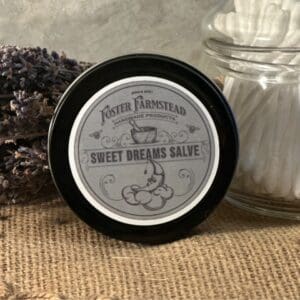 FOSTER FARMSTEAD
HANDMADE PRODUCTS
SWEET DREAMS SALVE